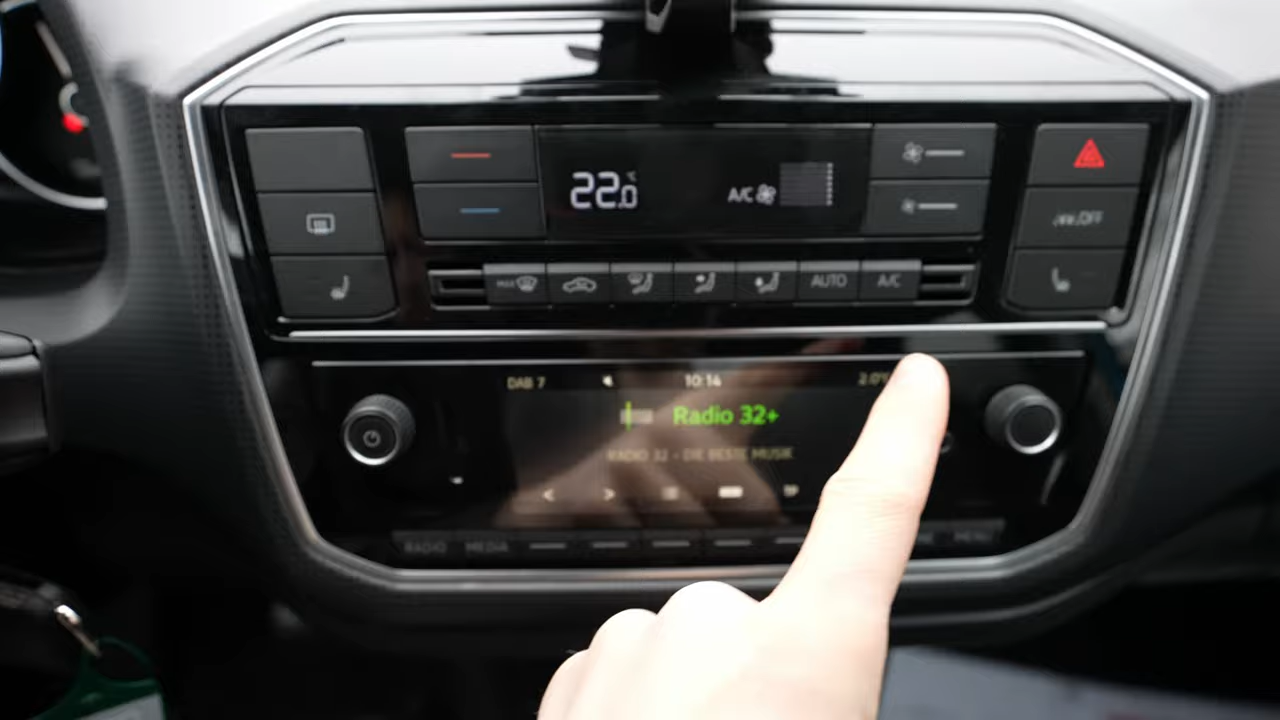 22.0 °C
A/C
OFF
MAX
AUTO
A/C
DAB 7
10:14
2.0°
Radio 32+
RADIO 32 - DIE BESTE MUSIK
<
>
RADIO
MEDIA
MENU